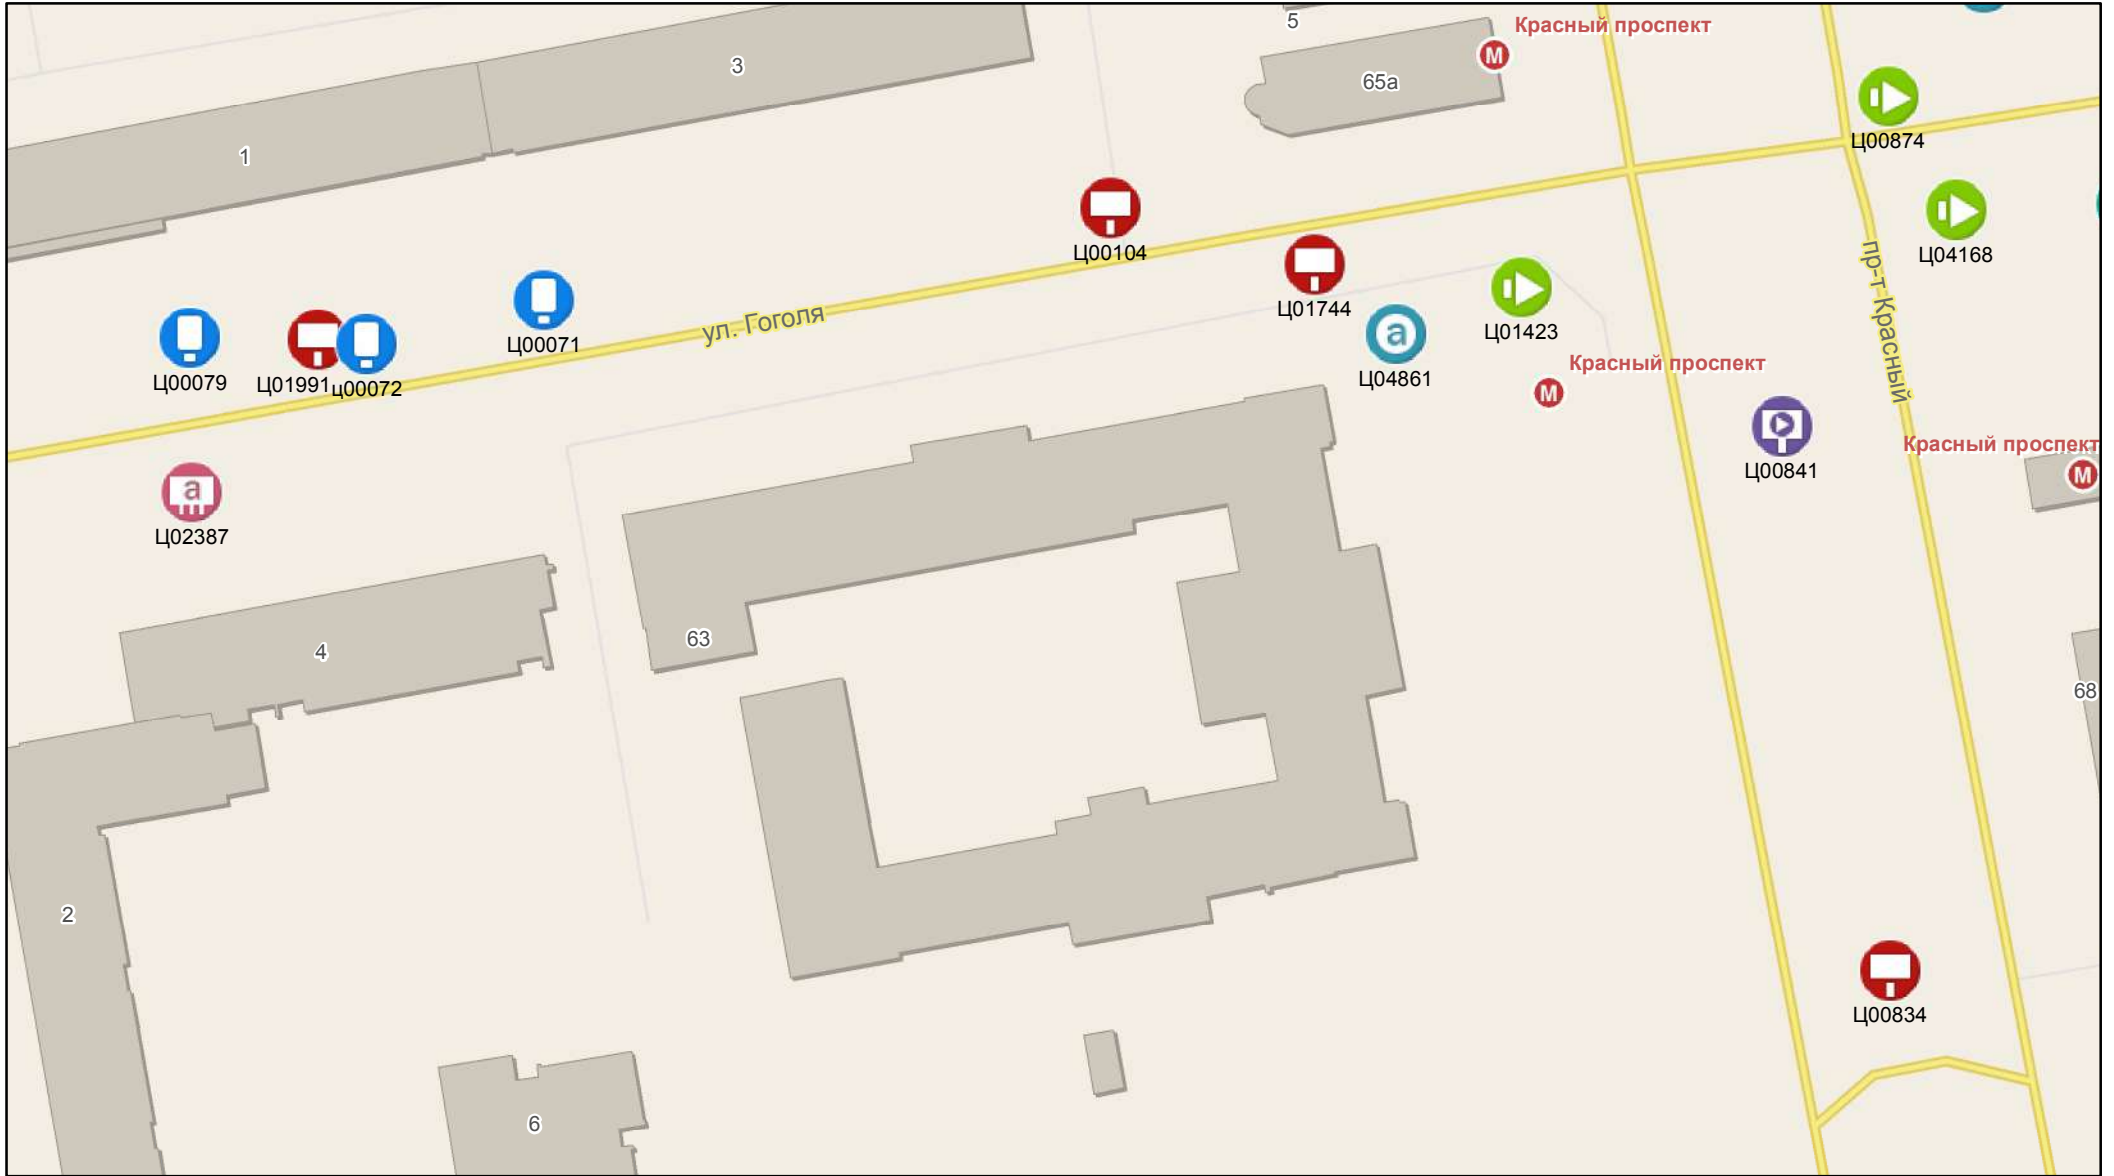 5
Красный проспект
М
3
65а
1
Ц00874
Ц00104
Ц04168
Ц01744
Ц01423
пр-т Красный
ул. Гоголя
Ц00071
Ц00079
Ц01991
ц00072
а
Ц04861
Красный проспект
М
Ц00841
Красный проспект
М
а
Ц02387
63
4
68
2
Ц00834
6